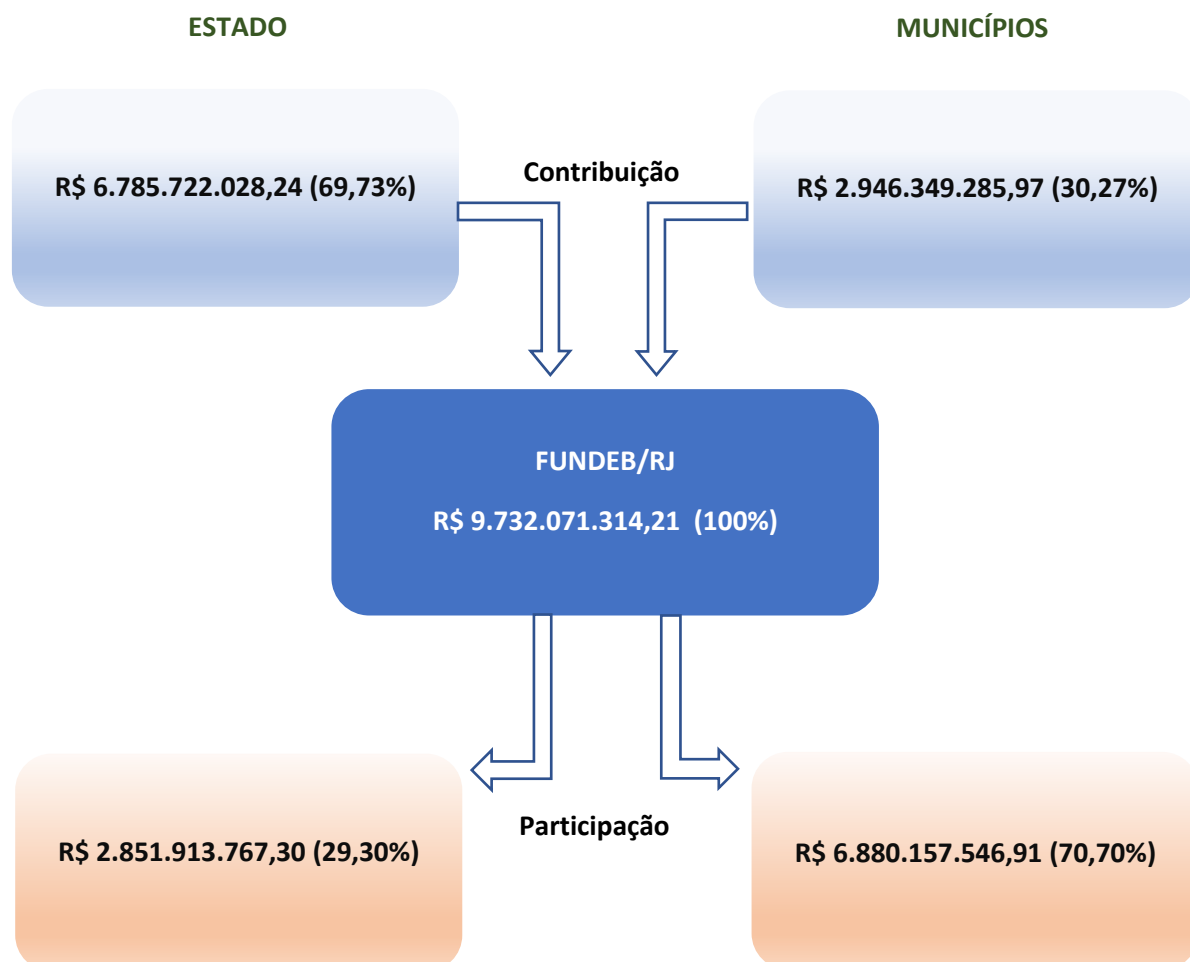 ESTADO
MUNICÍPIOS
R$ 6.785.722.028,24 (69,73%)
Contribuição
R$ 2.946.349.285,97 (30,27%)
FUNDEB/RJ
R$ 9.732.071.314,21 (100%)
R$ 2.851.913.767,30 (29,30%)
Participação
R$ 6.880.157.546,91 (70,70%)